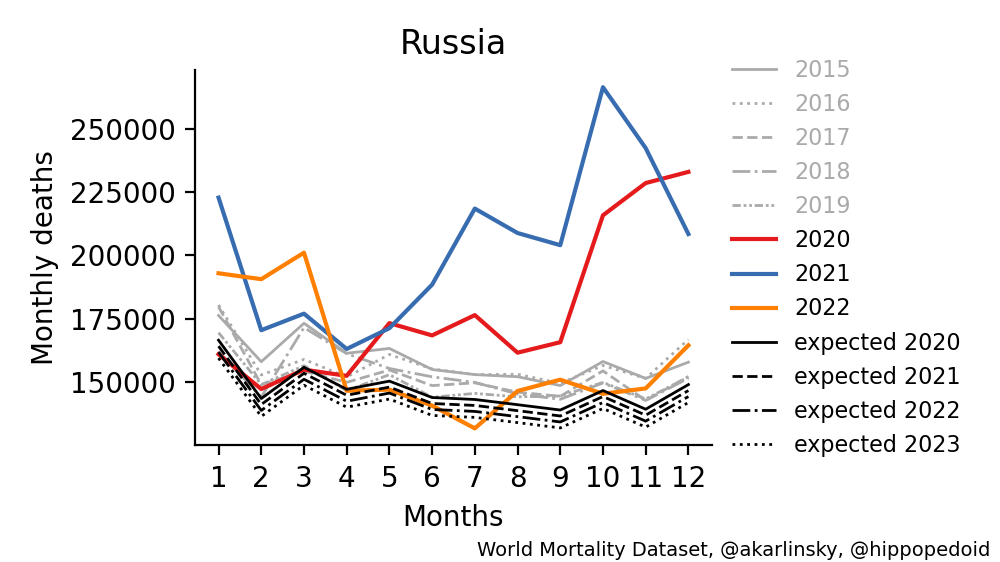 Russia
Monthly deaths
250000
225000
200000
175000
150000
1 2 3 4 5 6 7 8 9 10 11 12
Months
2015
2016
2017
2018
2019
2020
2021
2022
expected 2020
expected 2021
expected 2022
expected 2023
World Mortality Dataset, @akarlinsky, @hippopedoid